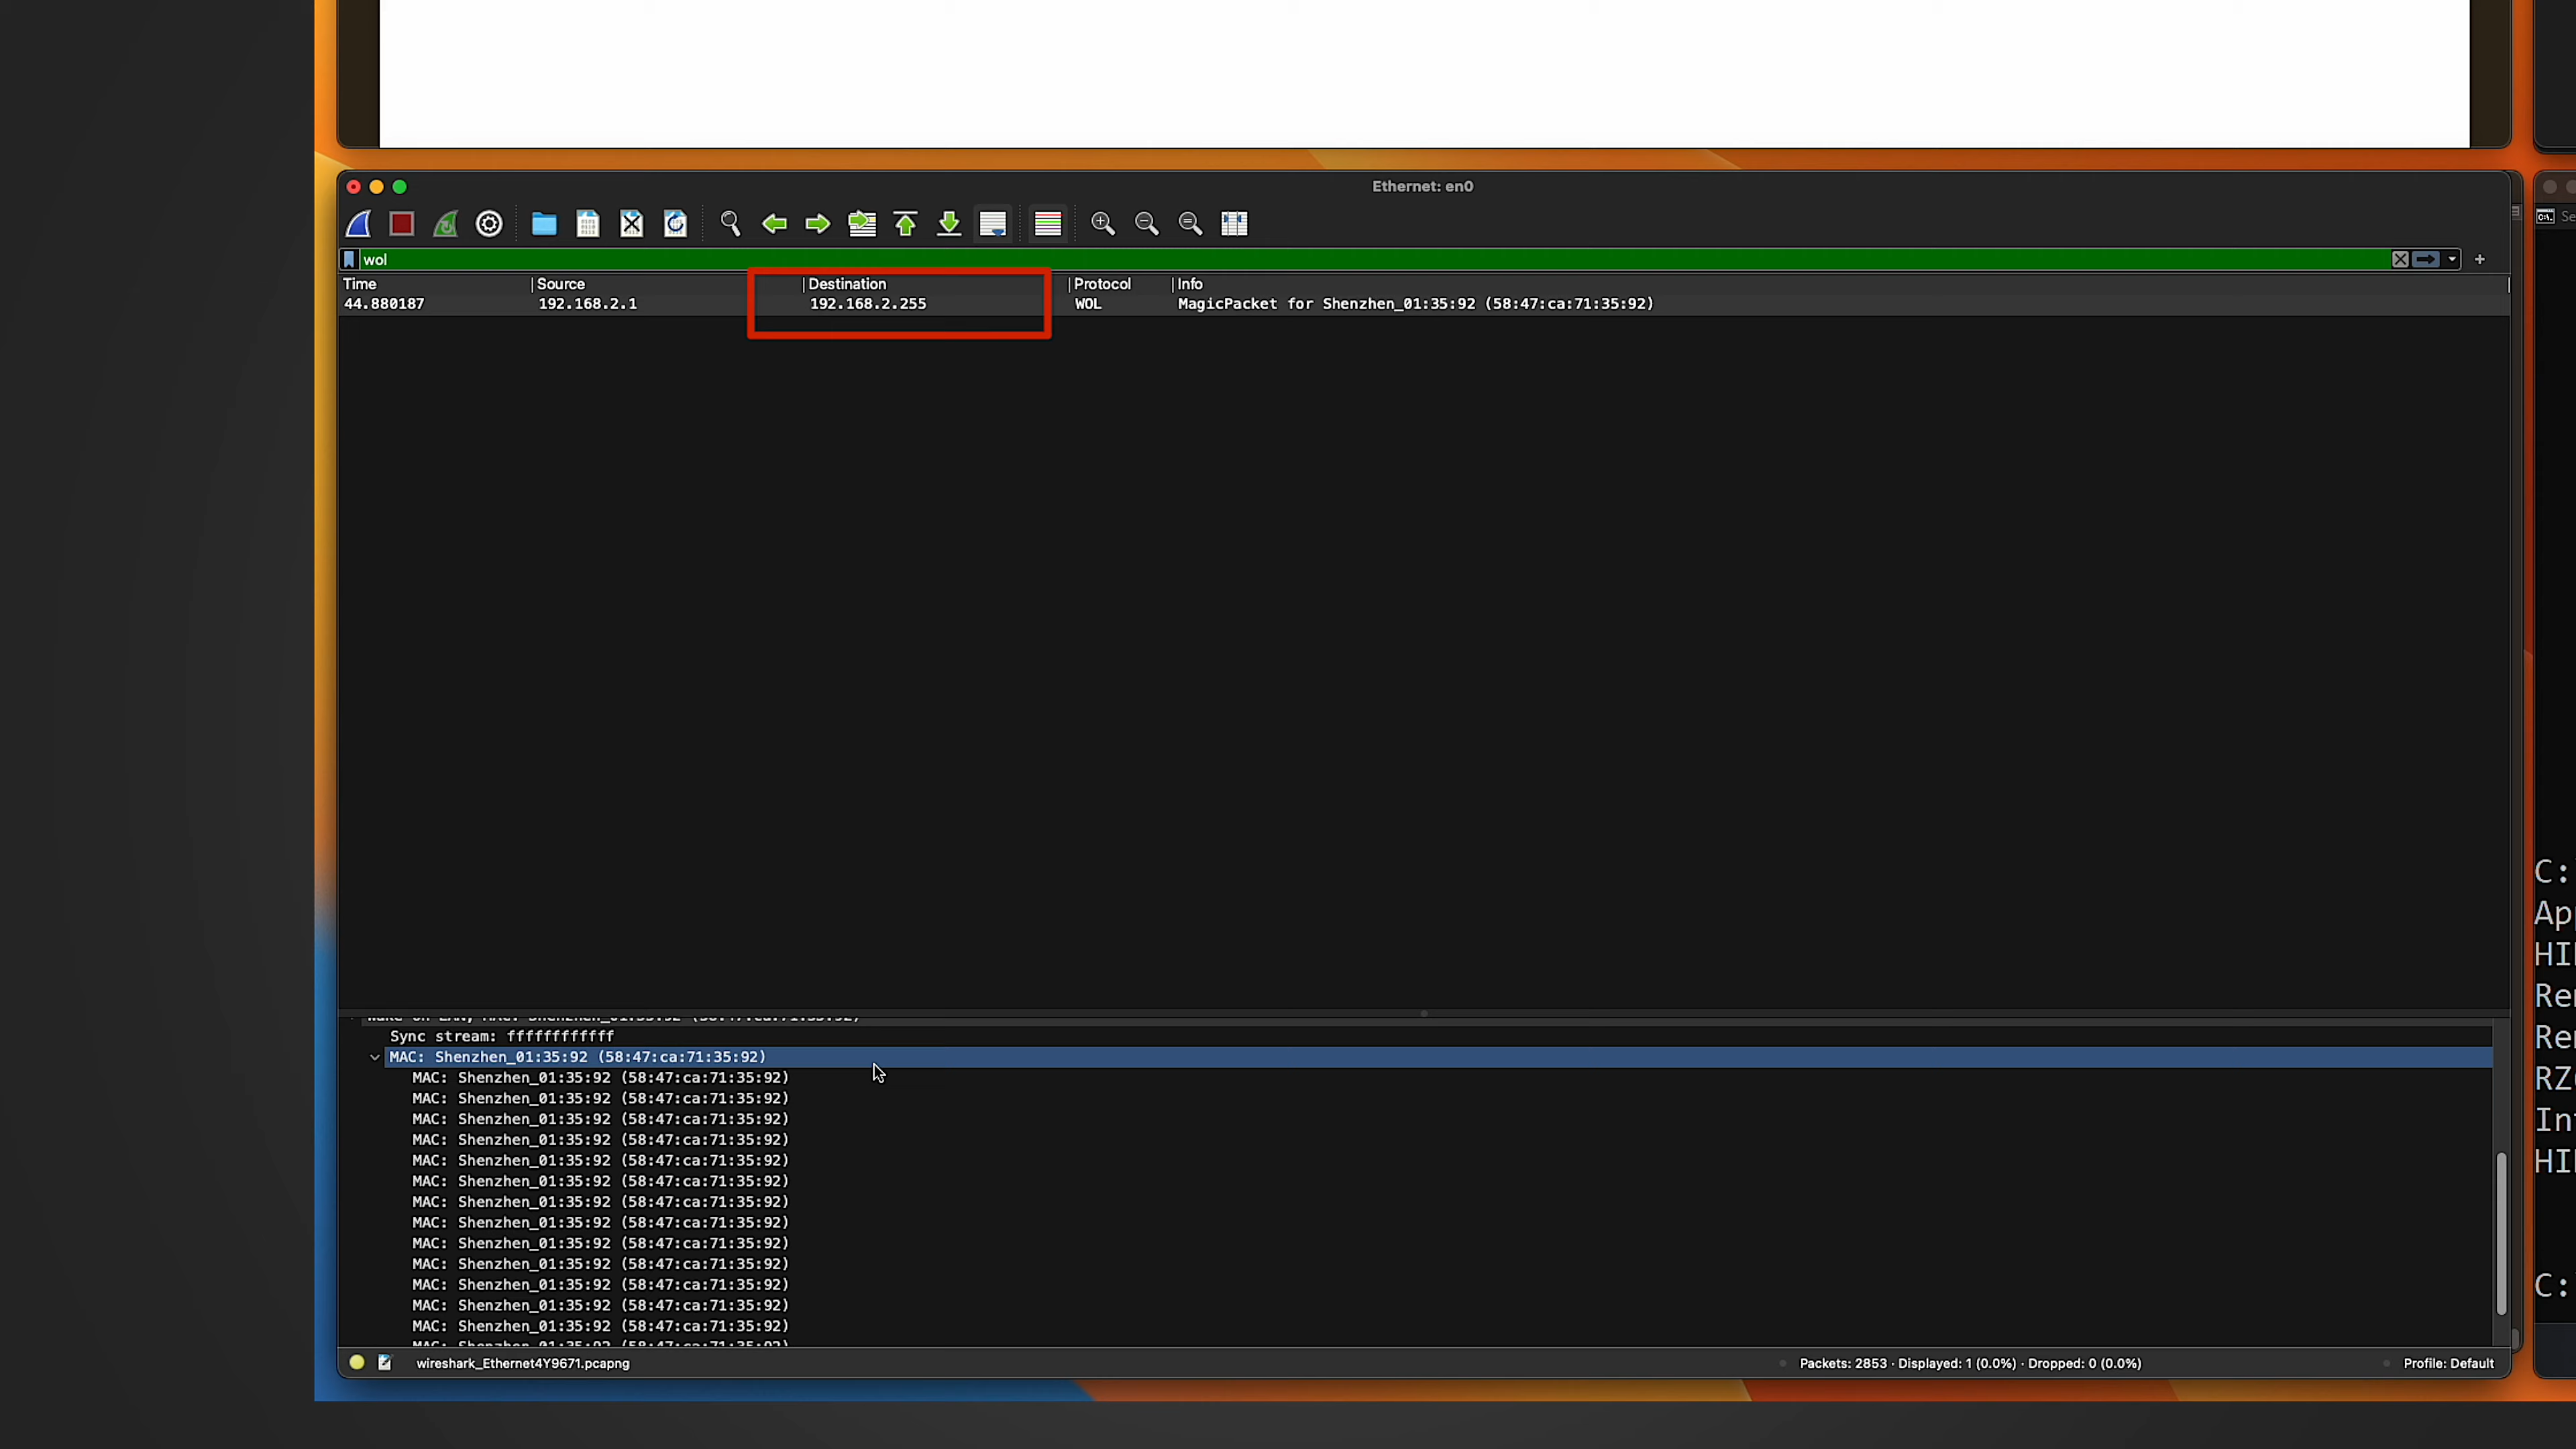 Ethernet: en0
wol
Time Source Destination Protocol Info
44.880187 192.168.2.1 192.168.2.255 WOL MagicPacket for Shenzhen_01:35:92 (58:47:ca:71:35:92)
Sync stream: ffffffffffff
MAC: Shenzhen_01:35:92 (58:47:ca:71:35:92)
MAC: Shenzhen_01:35:92 (58:47:ca:71:35:92)
MAC: Shenzhen_01:35:92 (58:47:ca:71:35:92)
MAC: Shenzhen_01:35:92 (58:47:ca:71:35:92)
MAC: Shenzhen_01:35:92 (58:47:ca:71:35:92)
MAC: Shenzhen_01:35:92 (58:47:ca:71:35:92)
MAC: Shenzhen_01:35:92 (58:47:ca:71:35:92)
MAC: Shenzhen_01:35:92 (58:47:ca:71:35:92)
MAC: Shenzhen_01:35:92 (58:47:ca:71:35:92)
MAC: Shenzhen_01:35:92 (58:47:ca:71:35:92)
MAC: Shenzhen_01:35:92 (58:47:ca:71:35:92)
MAC: Shenzhen_01:35:92 (58:47:ca:71:35:92)
MAC: Shenzhen_01:35:92 (58:47:ca:71:35:92)
MAC: Shenzhen_01:35:92 (58:47:ca:71:35:92)
wireshark_Ethernet4Y9671.pcapng Packets: 2853 · Displayed: 1 (0.0%) · Dropped: 0 (0.0%) Profile: Default
C:
C: